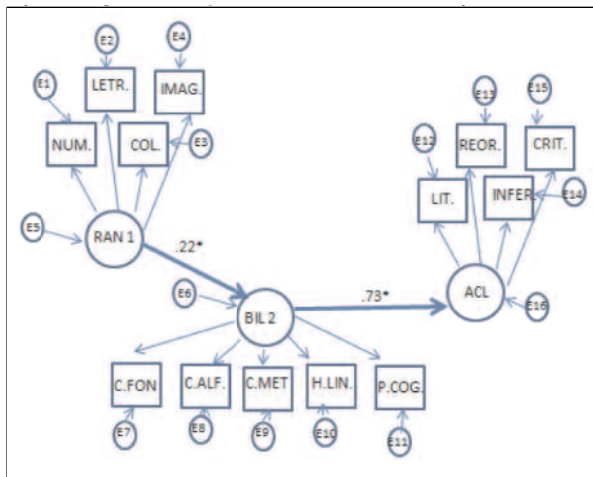 E2
E4
E1
LETR.
IMAG.
NUM.
COL.
E3
E13
E15
E12
REOR.
CRIT.
LIT.
INFER.
E14
E5
RAN 1
.22*
E6
BIL 2
.73*
ACL
E16
C.FON
C.ALF.
C.MET
H.LIN.
P.COG.
E7
E8
E9
E10
E11